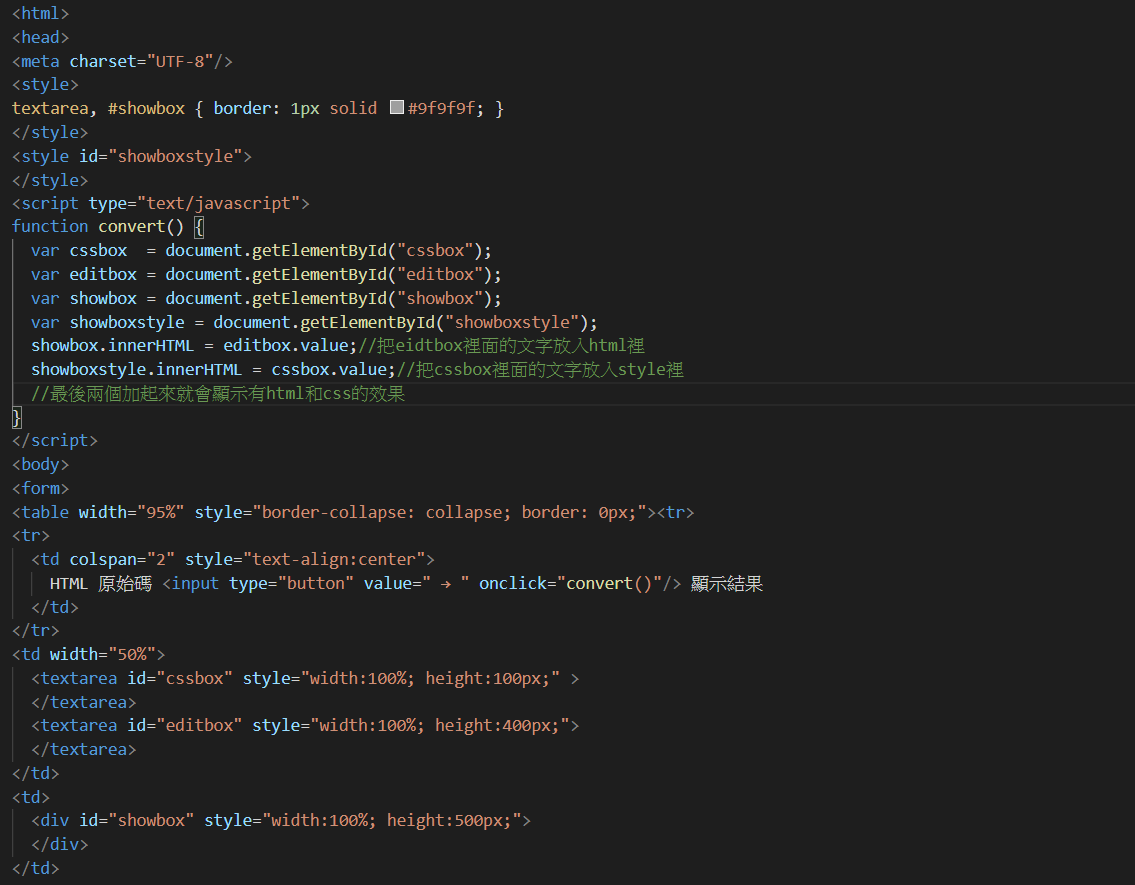 <html>
<head>
<meta charset="UTF-8"/>
<style>
textarea, #showbox { border: 1px solid #9f9f9f; }
</style>
<style id="showboxstyle">
</style>
<script type="text/javascript">
function convert() {
  var cssbox  = document.getElementById("cssbox");
  var editbox = document.getElementById("editbox");
  var showbox = document.getElementById("showbox");
  var showboxstyle = document.getElementById("showboxstyle");
  showbox.innerHTML = editbox.value;//把eidtbox裡面的文字放入html裡
  showboxstyle.innerHTML = cssbox.value;//把cssbox裡面的文字放入style裡
  //最後兩個加起來就會顯示有html和css的效果
}
</script>
<body>
<form>
<table width="95%" style="border-collapse: collapse; border: 0px;"><tr>
<tr>
  <td colspan="2" style="text-align:center">
    HTML 原始碼 <input type="button" value=" → " onclick="convert()"/> 顯示結果
  </td>
</tr>
<td width="50%">
  <textarea id="cssbox" style="width:100%; height:100px;" >
  </textarea>
  <textarea id="editbox" style="width:100%; height:400px;">
  </textarea>
</td>
<td>
  <div id="showbox" style="width:100%; height:500px;">
  </div>
</td>